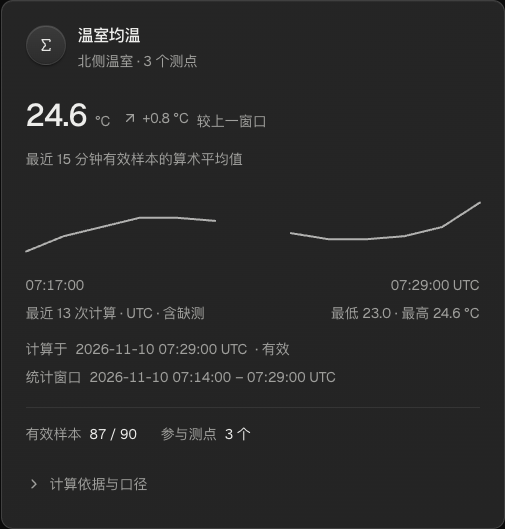 Σ
温室均温
北侧温室 · 3 个测点
24.6 °C ↗ +0.8 °C 较上一窗口
最近 15 分钟有效样本的算术平均值
07:17:00 07:29:00 UTC
最近 13 次计算 · UTC · 含缺测 最低 23.0 · 最高 24.6 °C
计算于 2026-11-10 07:29:00 UTC · 有效
统计窗口 2026-11-10 07:14:00 – 07:29:00 UTC
有效样本 87 / 90 参与测点 3 个
计算依据与口径